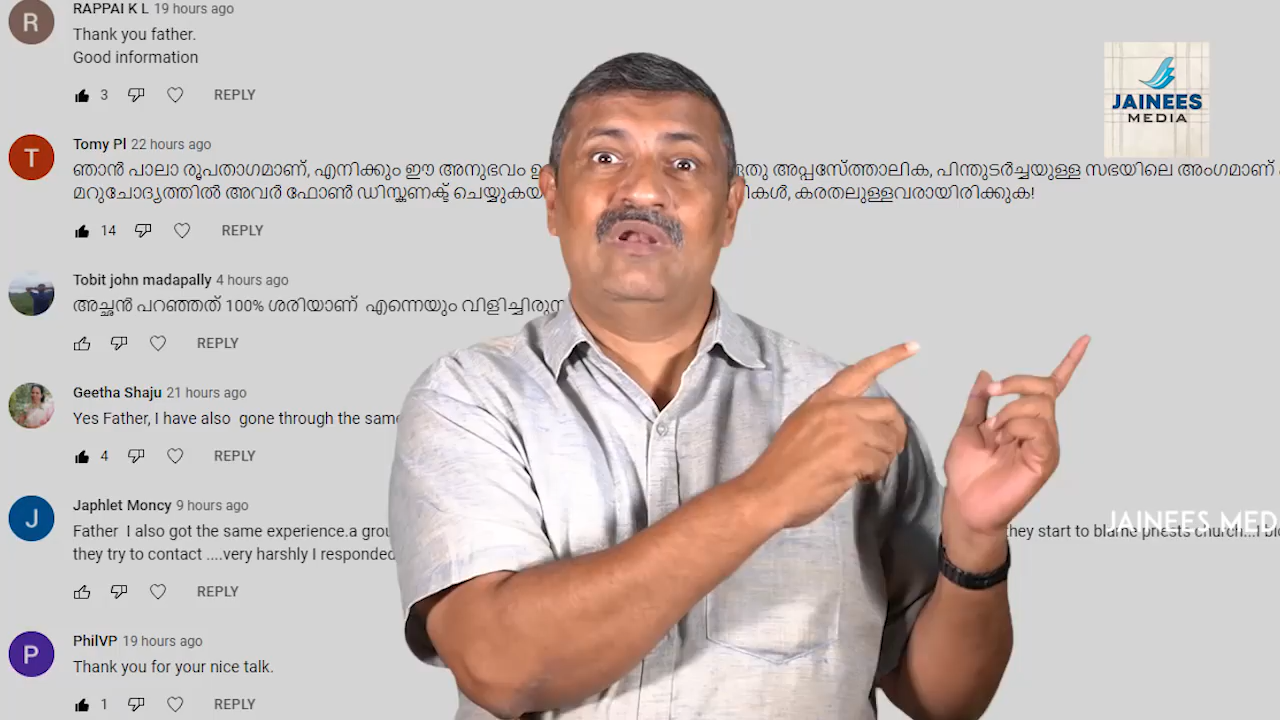 RAPPAI K L 19 hours ago
Thank you father.
Good information
3 REPLY
JAINEES
MEDIA
Tomy Pl 22 hours ago
ഞാൻ പാലാ രൂപതാഗമാണ്, എനിക്കും ഈ അനുഭവം അപ്പസ്ത്തോലിക, പിന്തുടർച്ചയുള്ള സഭയിലെ അംഗമാണ്
മറുചോദ്യത്തിൽ അവർ ഫോൺ ഡിസ്കണക്ട് കരതലുള്ളവരായിരിക്കുക!
14 REPLY
Tobit john madapally 4 hours ago
അച്ഛൻ പറഞ്ഞത് 100% ശരിയാണ് എന്നെയും
REPLY
Geetha Shaju 21 hours ago
Yes Father, I have also gone through the same
4 REPLY
Japhlet Moncy 9 hours ago
Father I also got the same experience.a they start to blame priests church...I
they try to contact ....very harshly I responded
JAINEES
REPLY
PhilVP 19 hours ago
Thank you for your nice talk.
1 REPLY